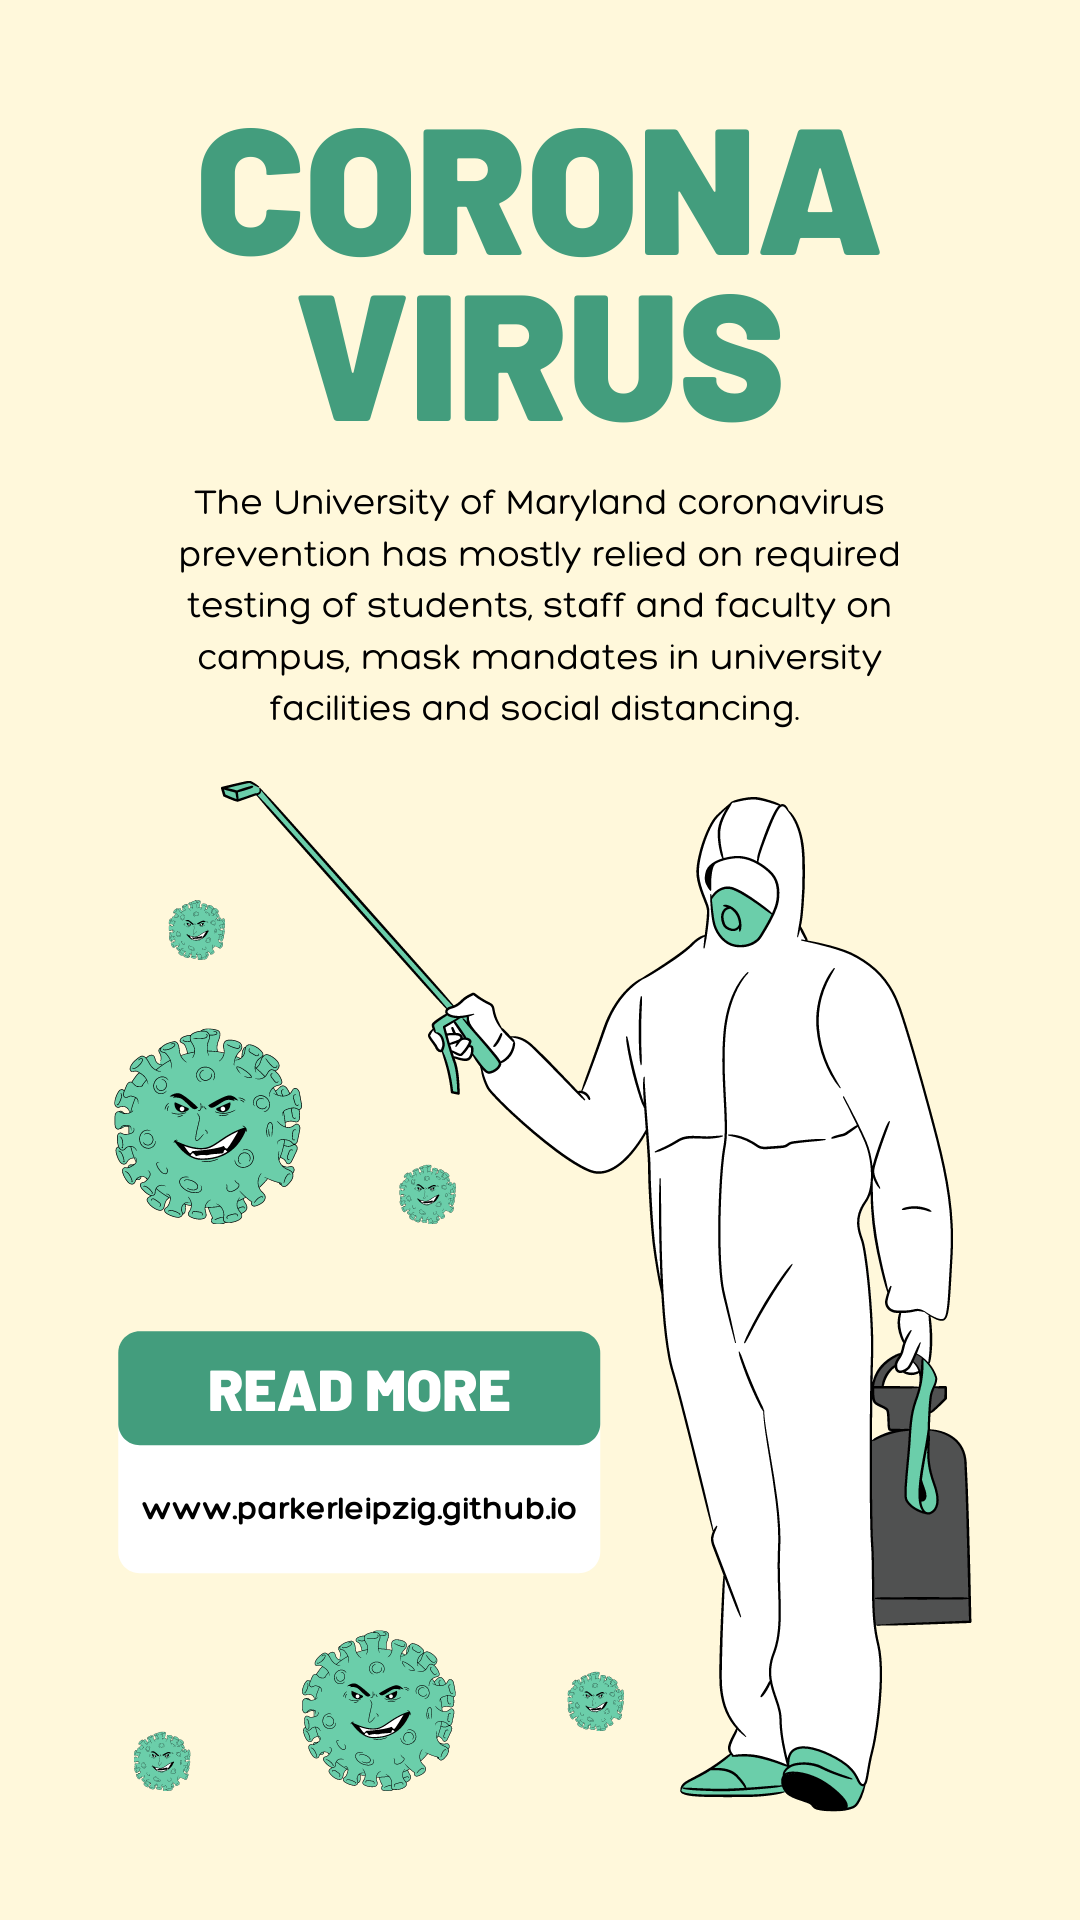 CORONA
VIRUS
The University of Maryland coronavirus
prevention has mostly relied on required
testing of students, staff and faculty on
campus, mask mandates in university
facilities and social distancing.
READ MORE
www.parkerleipzig.github.io